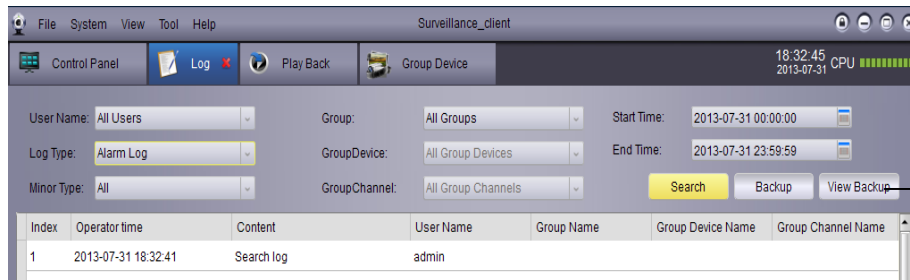 File System View Tool Help Surveillance_client
Control Panel Log Play Back Group Device 18:32:45 CPU
2013-07-31
User Name: All Users Group: All Groups Start Time: 2013-07-31 00:00:00
Log Type: Alarm Log GroupDevice: All Group Devices End Time: 2013-07-31 23:59:59
Minor Type: All GroupChannel: All Group Channels Search Backup View Backup
Index Operator time Content User Name Group Name Group Device Name Group Channel Name
1 2013-07-31 18:32:41 Search log admin